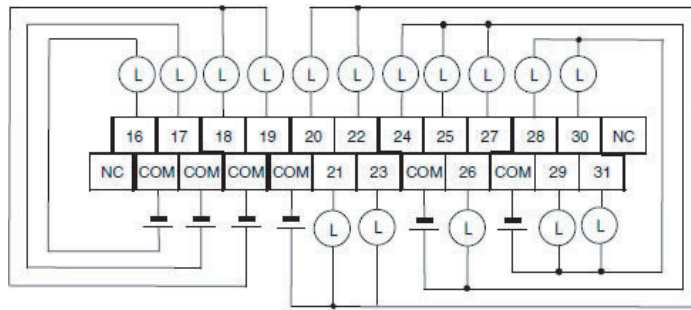 L L L L L L L L L L L
16 17 18 19 20 22 24 25 27 28 30 NC
NC COM COM COM COM 21 23 COM 26 COM 29 31
L L L L L